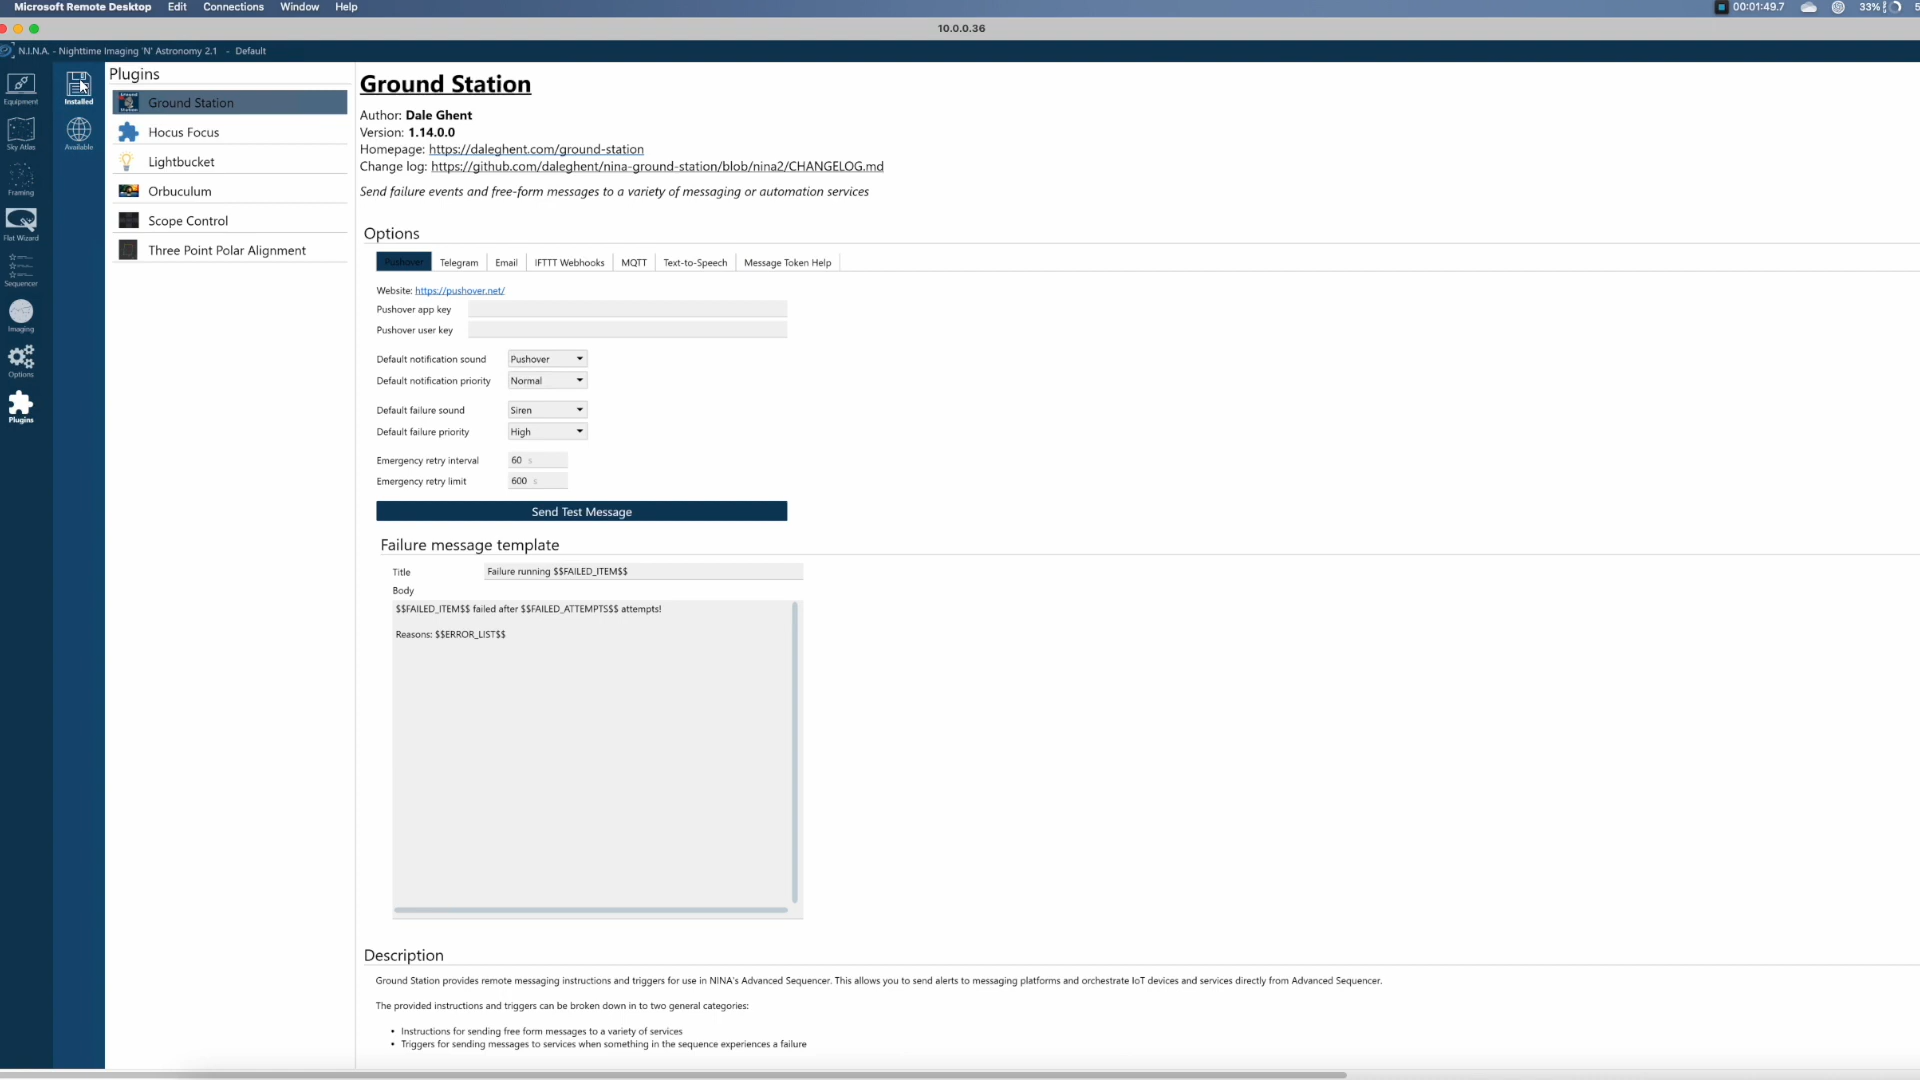 Microsoft Remote Desktop Edit Connections Window Help 00:01:49.7 33%
10.0.0.36
N.I.N.A. - Nighttime Imaging 'N' Astronomy 2.1 - Default
Equipment
Sky Atlas
Framing
Flat Wizard
Sequencer
Imaging
Options
Plugins
Installed
Available
Plugins
Ground Station
Hocus Focus
Lightbucket
Orbuculum
Scope Control
Three Point Polar Alignment
Ground Station
Author: Dale Ghent
Version: 1.14.0.0
Homepage: https://daleghent.com/ground-station
Change log: https://github.com/daleghent/nina-ground-station/blob/nina2/CHANGELOG.md
Send failure events and free-form messages to a variety of messaging or automation services
Options
Pushover Telegram Email IFTTT Webhooks MQTT Text-to-Speech Message Token Help
Website: https://pushover.net/
Pushover app key
Pushover user key
Default notification sound Pushover
Default notification priority Normal
Default failure sound Siren
Default failure priority High
Emergency retry interval 60 s
Emergency retry limit 600 s
Send Test Message
Failure message template
Title Failure running $$FAILED_ITEM$$
Body
$$FAILED_ITEM$$ failed after $$FAILED_ATTEMPTS$$ attempts!
Reasons: $$ERROR_LIST$$
Description
Ground Station provides remote messaging instructions and triggers for use in NINA's Advanced Sequencer. This allows you to send alerts to messaging platforms and orchestrate IoT devices and services directly from Advanced Sequencer.
The provided instructions and triggers can be broken down in to two general categories:
• Instructions for sending free form messages to a variety of services
• Triggers for sending messages to services when something in the sequence experiences a failure